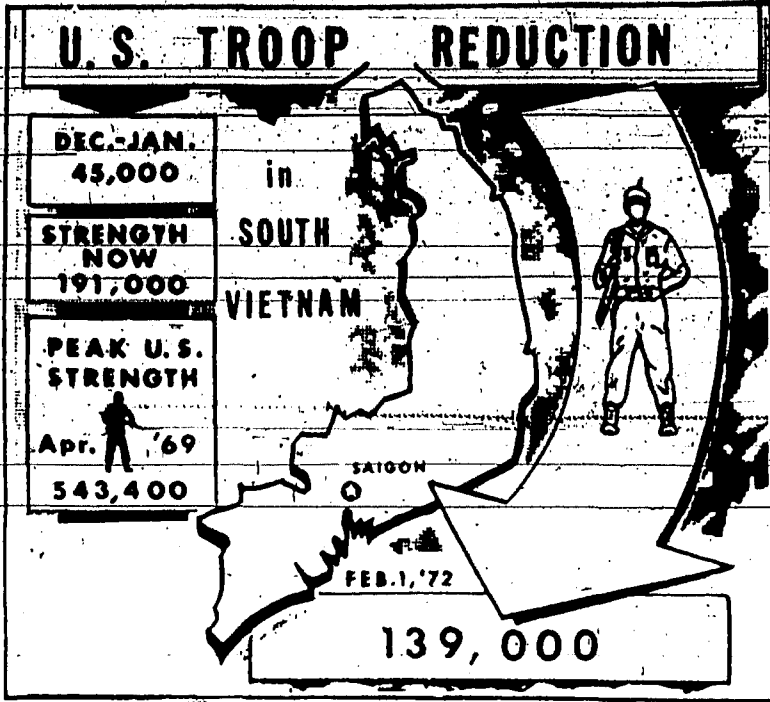 U.S. TROOP REDUCTION
DEC.-JAN.
45,000
STRENGTH
NOW
191,000
PEAK U.S.
STRENGTH
Apr. '69
543,400
in
SOUTH
VIETNAM
SAIGON
FEB.1,'72
139,000